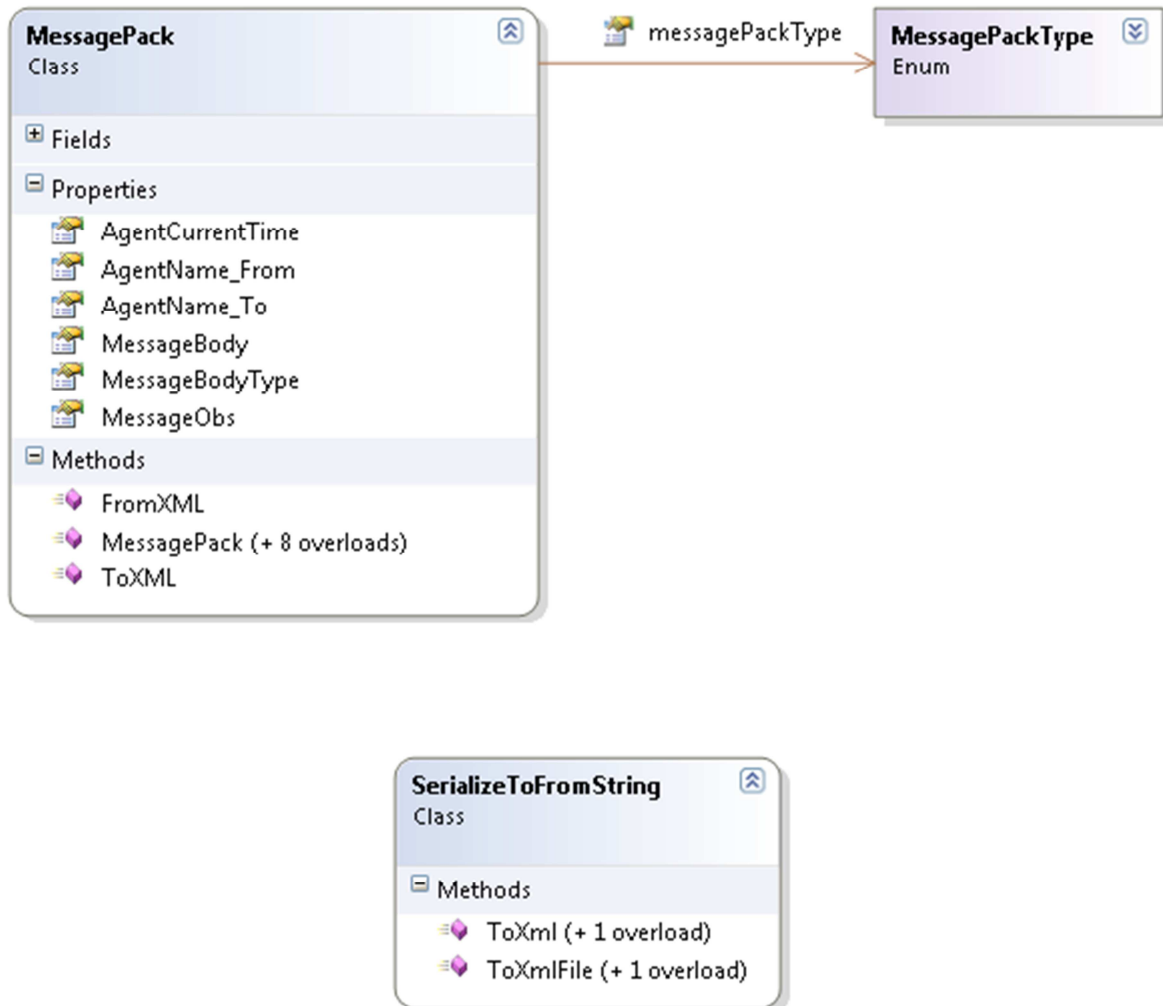 MessagePack
Class
Fields
Properties
AgentCurrentTime
AgentName_From
AgentName_To
MessageBody
MessageBodyType
MessageObs
Methods
FromXML
MessagePack (+ 8 overloads)
ToXML
messagePackType
MessagePackType
Enum
SerializeToFromString
Class
Methods
ToXml (+ 1 overload)
ToXmlFile (+ 1 overload)